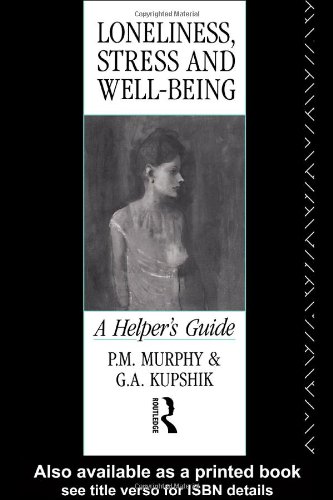 LONELINESS,
STRESS AND
WELL-BEING
A Helper's Guide
P.M. MURPHY &
G.A. KUPSHIK
ROUTLEDGE
Also available as a printed book
see title verso for ISBN details